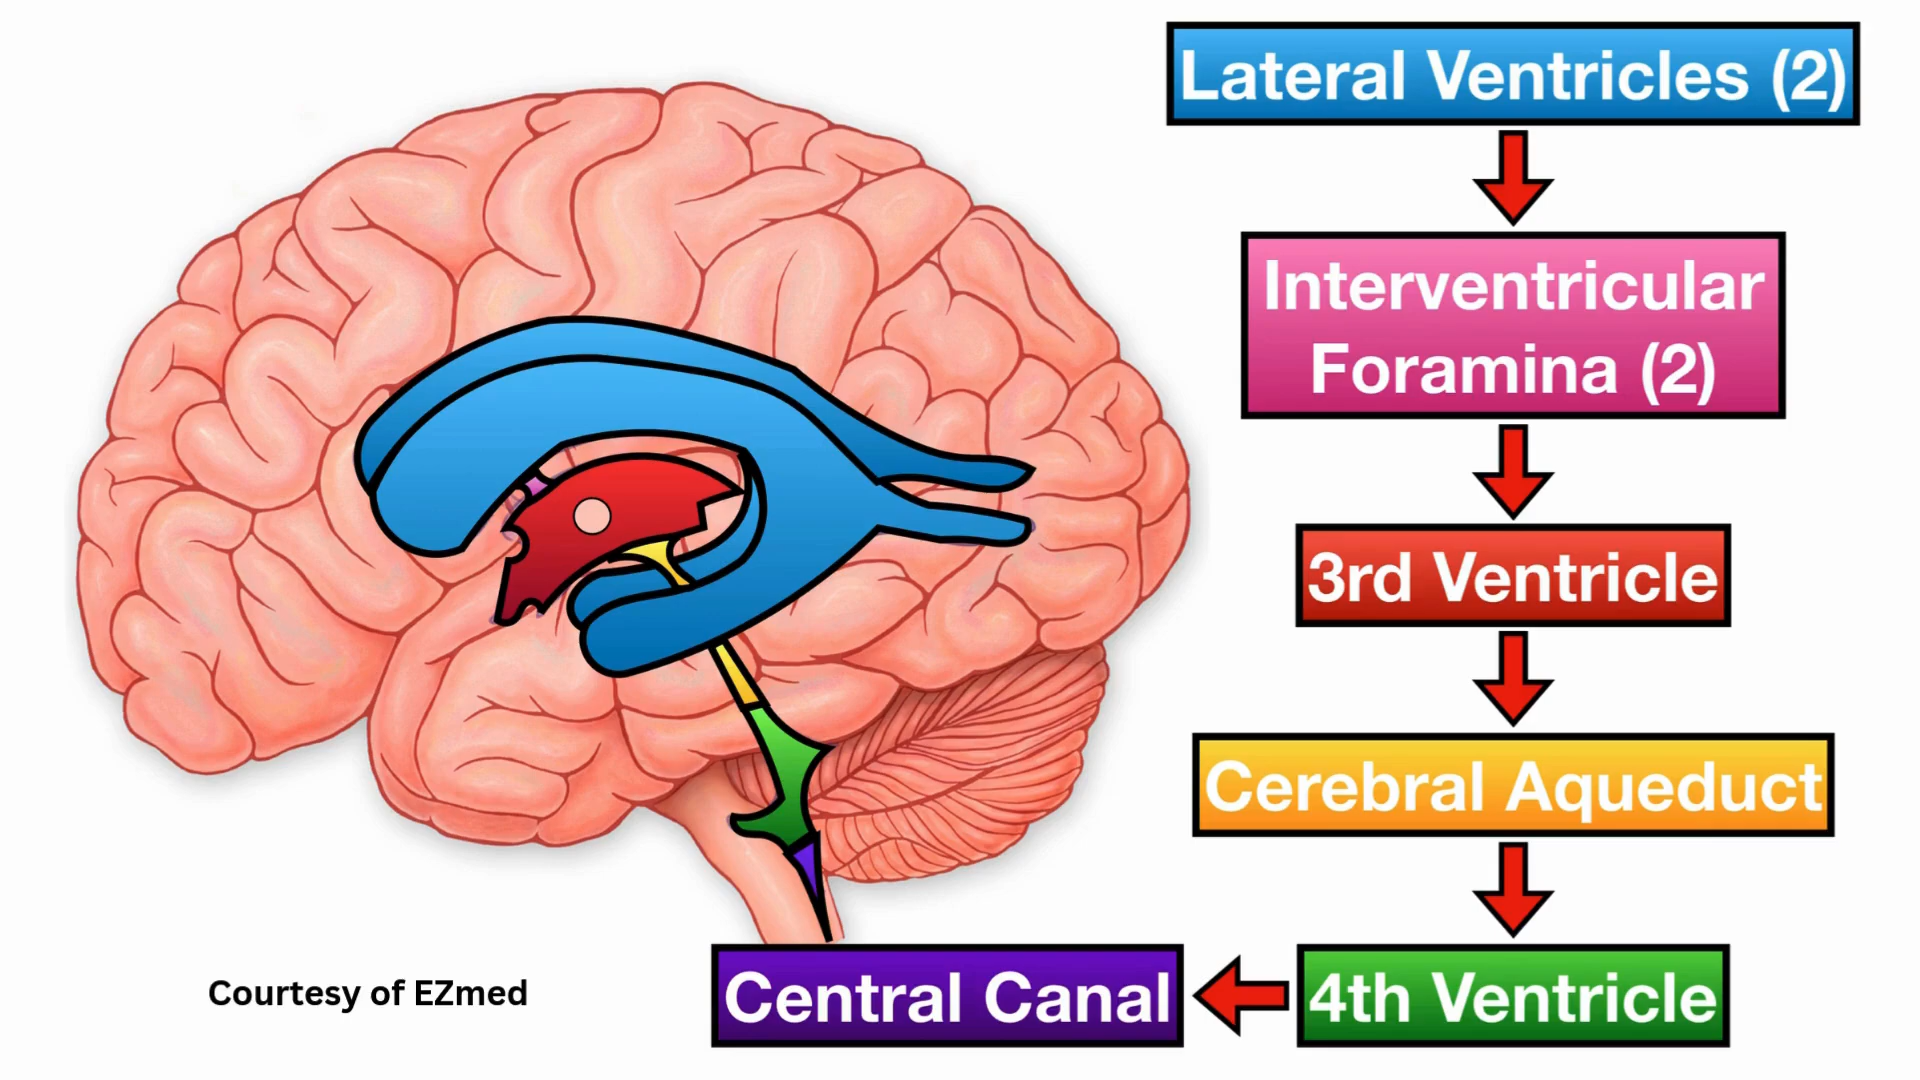 Lateral Ventricles (2)
Interventricular
Foramina (2)
3rd Ventricle
Cerebral Aqueduct
4th Ventricle
Central Canal
Courtesy of EZmed